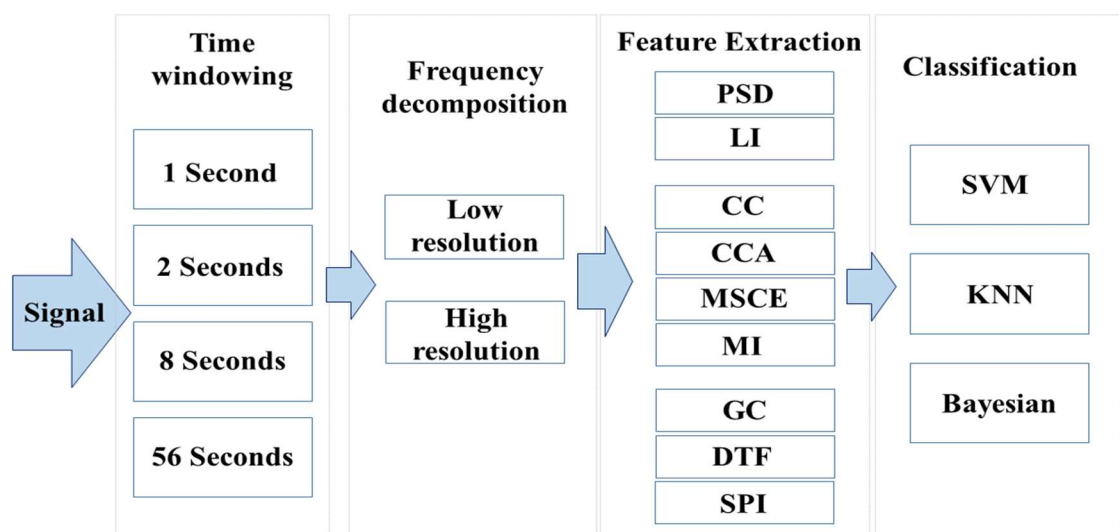 Signal
Time
windowing
1 Second
2 Seconds
8 Seconds
56 Seconds
Frequency
decomposition
Low
resolution
High
resolution
Feature Extraction
PSD
LI
CC
CCA
MSCE
MI
GC
DTF
SPI
Classification
SVM
KNN
Bayesian